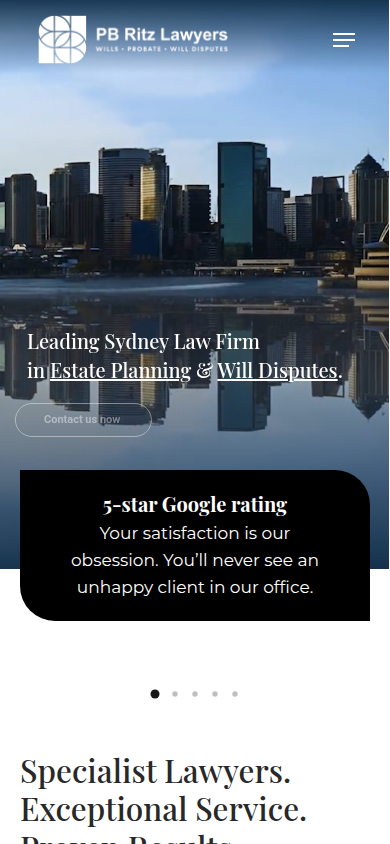 PB Ritz Lawyers
WILLS • PROBATE • WILL DISPUTES
Leading Sydney Law Firm
in Estate Planning & Will Disputes.
Contact us now
5-star Google rating
Your satisfaction is our
obsession. You’ll never see an
unhappy client in our office.
Specialist Lawyers.
Exceptional Service.
Proven Results.